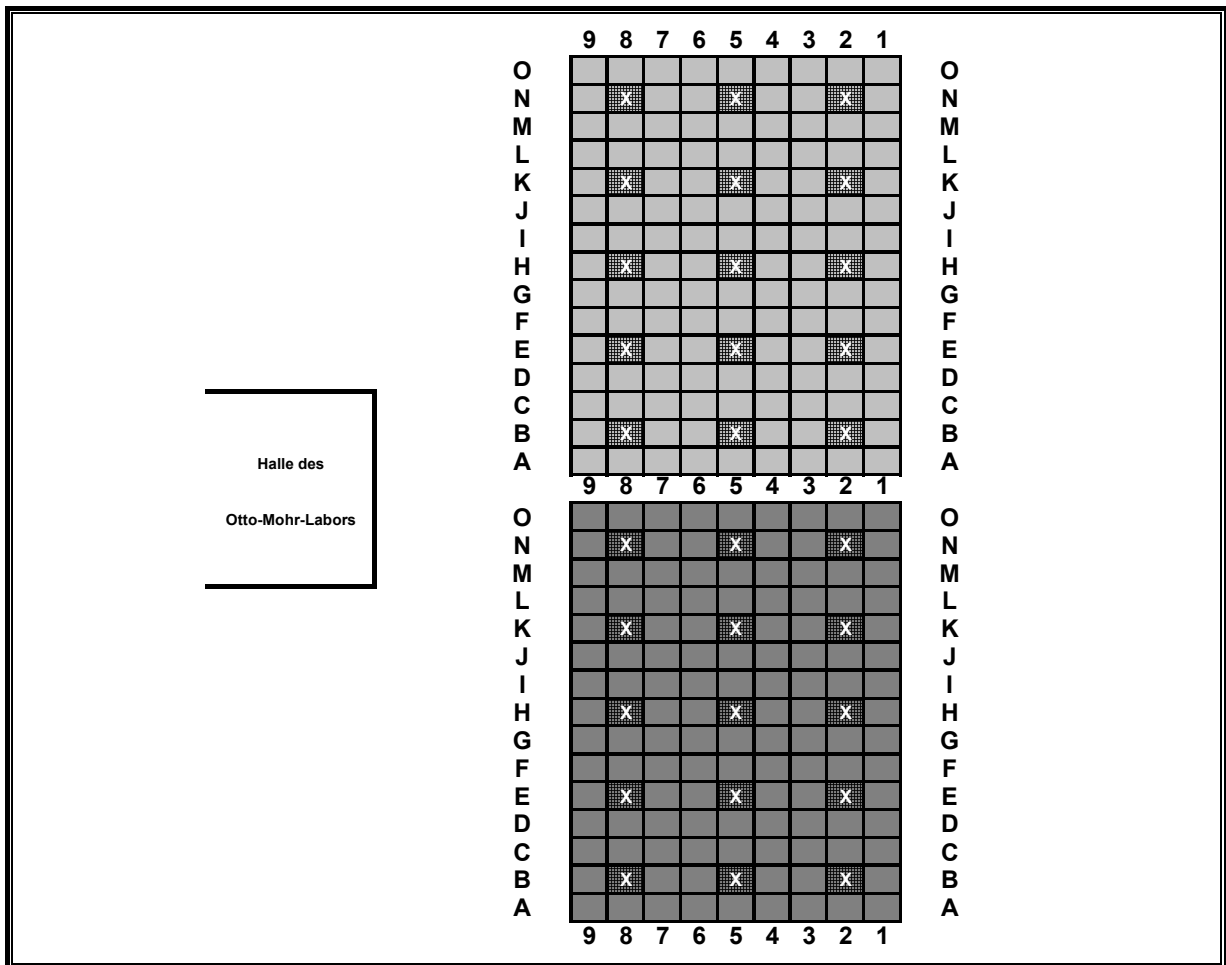 9 8 7 6 5 4 3 2 1
O O
N X X X N
M M
L L
K X X X K
J J
I I
H X X X H
G G
F F
E X X X E
D D
C C
B X X X B
Halle des
A A
9 8 7 6 5 4 3 2 1
Otto-Mohr-Labors
O O
N X X X N
M M
L L
K X X X K
J J
I I
H X X X H
G G
F F
E X X X E
D D
C C
B X X X B
A A
9 8 7 6 5 4 3 2 1